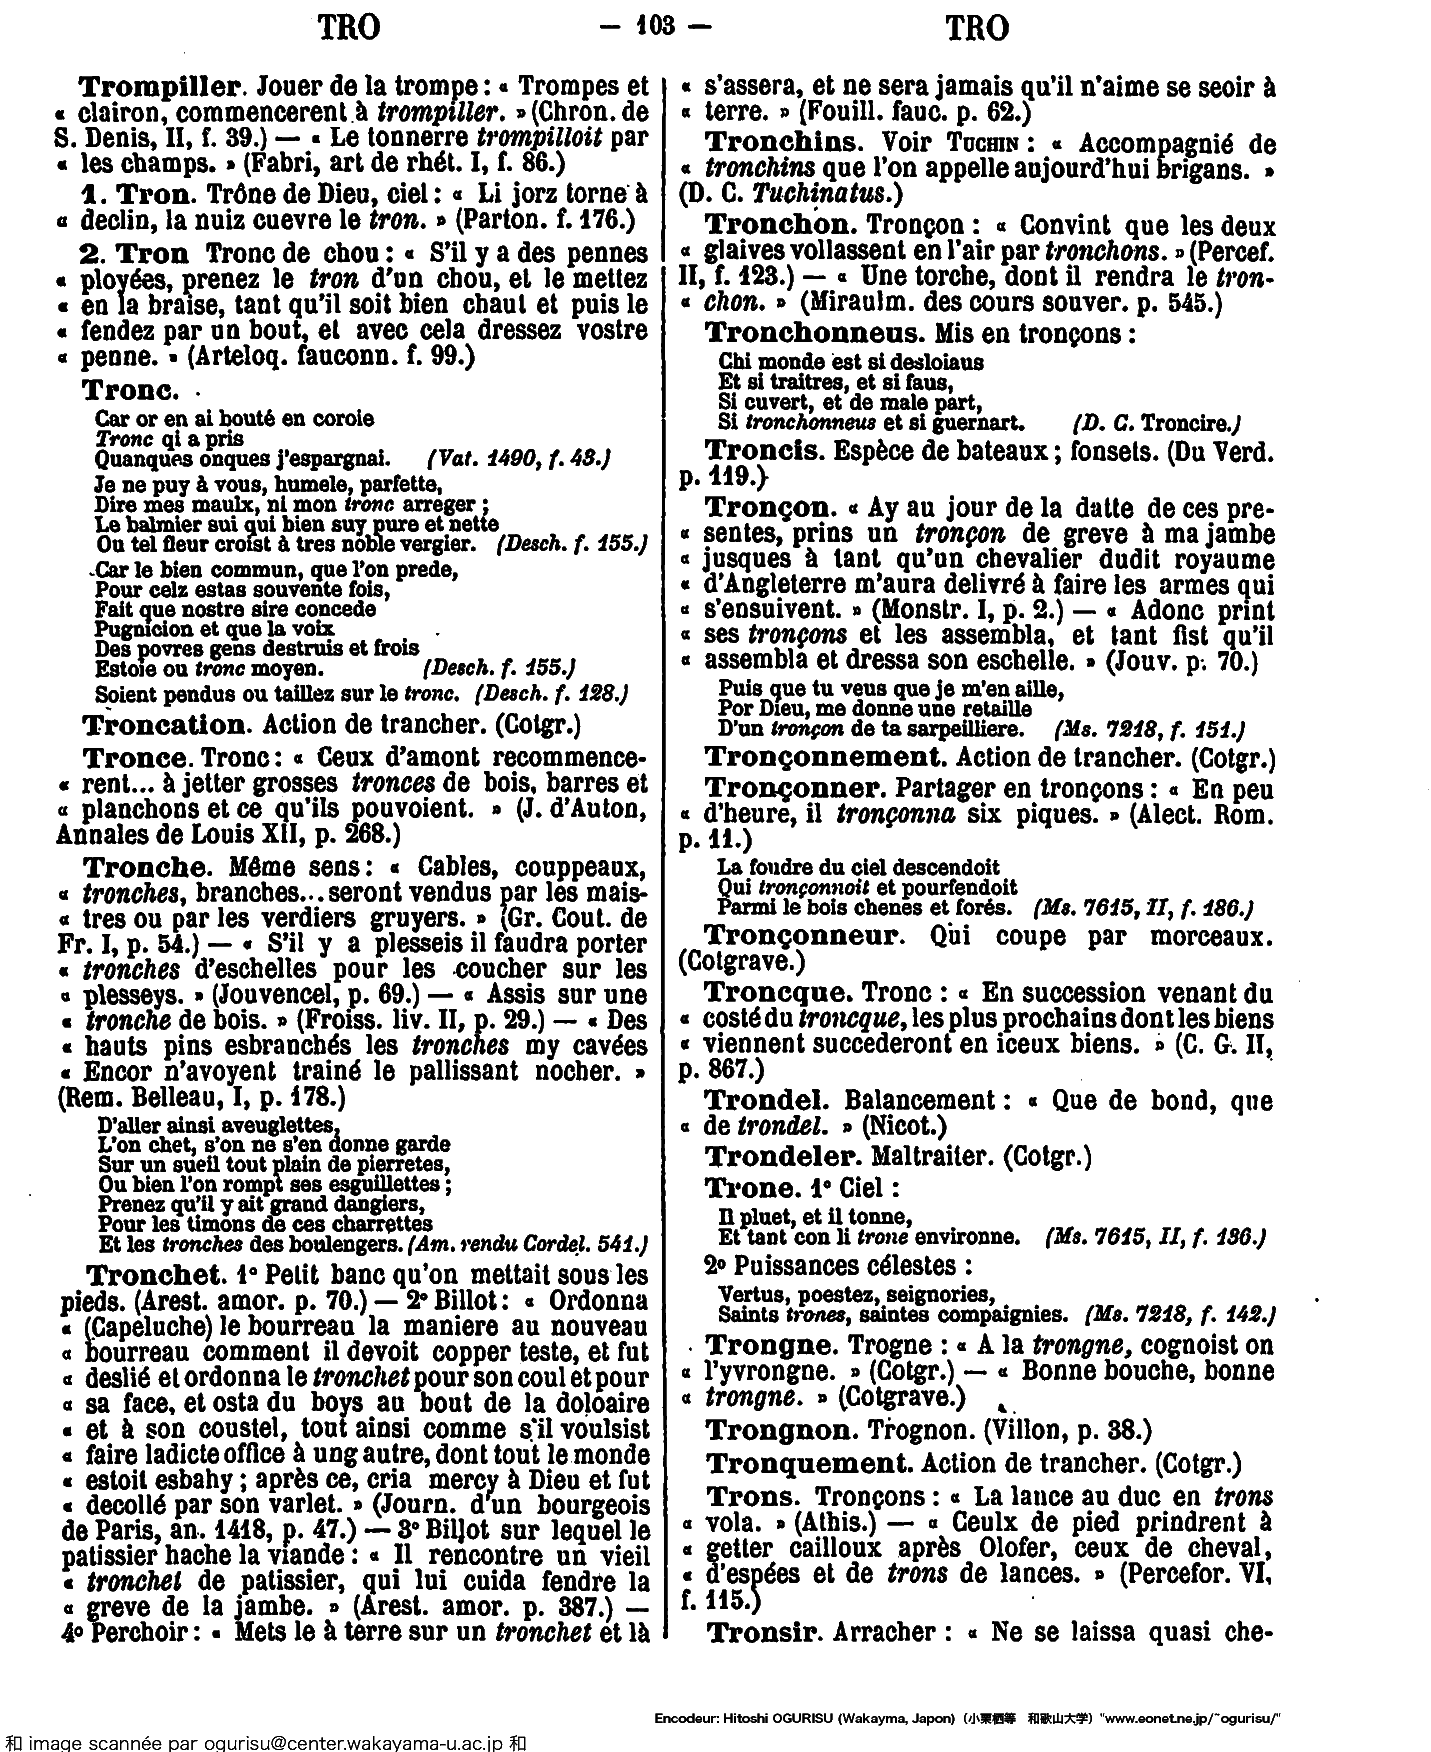 TRO — 103 — TRO
Trompiller. Jouer de la trompe : « Trompes et
« clairon, commencerent à trompiller. » (Chron. de
S. Denis, II, f. 39.) — « Le tonnerre trompilloit par
« les champs. » (Fabri, art de rhét. I, f. 86.)
1. Tron. Trône de Dieu, ciel : « Li jorz torne à
« declin, la nuiz cuevre le tron. » (Parton. f. 176.)
2. Tron Tronc de chou : « S'il y a des pennes
« ployées, prenez le tron d'un chou, et le mettez
« en la braise, tant qu'il soit bien chaut et puis le
« fendez par un bout, et avec cela dressez vostre
« penne. » (Arteloq. fauconn. f. 99.)
Tronc.
Car or en ai bouté en coroie
Tronc qi a pris
Quanques onques j'espargnai. (Vat. 1490, f. 43.)
Je ne puy à vous, humele, parfette,
Dire mes maulx, ni mon tronc arreger ;
Le balmier sui qui bien suy pure et nette
Ou tel fleur croist à tres noble vergier. (Desch. f. 155.)
Car le bien commun, que l'on prede,
Pour celz estas souvente fois,
Fait que nostre sire concede
Pugnicion et que la voix
Des povres gens destruis et frois
Estoie ou tronc moyen. (Desch. f. 155.)
Soient pendus ou taillez sur le tronc. (Desch. f. 128.)
Troncation. Action de trancher. (Cotgr.)
Tronce. Tronc : « Ceux d'amont recommence-
« rent... à jetter grosses tronces de bois, barres et
« planchons et ce qu'ils pouvoient. » (J. d'Auton,
Annales de Louis XII, p. 268.)
Tronche. Même sens : « Cables, couppeaux,
« tronches, branches... seront vendus par les mais-
« tres ou par les verdiers gruyers. » (Gr. Cout. de
Fr. I, p. 54.) — « S'il y a plesseis il faudra porter
« tronches d'eschelles pour les coucher sur les
« plesseys. » (Jouvencel, p. 69.) — « Assis sur une
« tronche de bois. » (Froiss. liv. II, p. 29.) — « Des
« hauts pins esbranchés les tronches my cavées
« Encor n'avoyent trainé le pallissant nocher. »
(Rem. Belleau, I, p. 178.)
D'aller ainsi aveuglettes,
L'on chet, s'on ne s'en donne garde
Sur un sueil tout plain de pierretes,
Ou bien l'on rompt ses esguillettes ;
Prenez qu'il y ait grand dangiers,
Pour les timons de ces charrettes
Et les tronches des boulengers. (Am. rendu Cordel. 541.)
Tronchet. 1° Petit banc qu'on mettait sous les
pieds. (Arest. amor. p. 70.) — 2° Billot : « Ordonna
« (Capeluche) le bourreau la maniere au nouveau
« bourreau comment il devoit copper teste, et fut
« deslié et ordonna le tronchet pour son coul et pour
« sa face, et osta du boys au bout de la doloaire
« et à son coustel, tout ainsi comme s'il voulsist
« faire ladicte office à ung autre, dont tout le monde
« estoit esbahy ; après ce, cria mercy à Dieu et fut
« decollé par son varlet. » (Journ. d'un bourgeois
de Paris, an. 1418, p. 47.) — 3° Billot sur lequel le
patissier hache la viande : « Il rencontre un vieil
« tronchet de patissier, qui lui cuida fendre la
« greve de la jambe. » (Arest. amor. p. 387.) —
4° Perchoir : « Mets le à terre sur un tronchet et là
« s'assera, et ne sera jamais qu'il n'aime se seoir à
« terre. » (Fouill. fauc. p. 62.)
Tronchins. Voir TUCHIN : « Accompagnié de
« tronchins que l'on appelle aujourd'hui brigans. »
(D. C. Tuchinatus.)
Tronchon. Tronçon : « Convint que les deux
« glaives vollassent en l'air par tronchons. » (Percef.
II, f. 123.) — « Une torche, dont il rendra le tron-
« chon. » (Miraulm. des cours souver. p. 545.)
Tronchonneus. Mis en tronçons :
Chi monde est si desloiaus
Et si traitres, et si faus,
Si cuvert, et de male part,
Si tronchonneus et si guernart. (D. C. Troncire.)
Troncis. Espèce de bateaux ; fonsets. (Du Verd.
p. 119.)
Tronçon. « Ay au jour de la datte de ces pre-
« sentes, prins un tronçon de greve à ma jambe
« jusques à tant qu'un chevalier dudit royaume
« d'Angleterre m'aura delivré à faire les armes qui
« s'ensuivent. » (Monstr. I, p. 2.) — « Adonc print
« ses tronçons et les assembla, et tant fist qu'il
« assembla et dressa son eschelle. » (Jouv. p. 70.)
Puis que tu veus que je m'en aille,
Por Dieu, me donne une retaille
D'un tronçon de ta sarpeilliere. (Ms. 7218, f. 151.)
Tronçonnement. Action de trancher. (Cotgr.)
Tronçonner. Partager en tronçons : « En peu
« d'heure, il tronçonna six piques. » (Alect. Rom.
p. 11.)
La foudre du ciel descendoit
Qui tronçonnoit et pourfendoit
Parmi le bois chenes et forés. (Ms. 7615, II, f. 186.)
Tronçonneur. Qui coupe par morceaux.
(Cotgrave.)
Troncque. Tronc : « En succession venant du
« costé du troncque, les plus prochains dont les biens
« viennent succederont en iceux biens. » (C. G. II,
p. 867.)
Trondel. Balancement : « Que de bond, que
« de trondel. » (Nicot.)
Trondeler. Maltraiter. (Cotgr.)
Trone. 1° Ciel :
Il pluet, et il tonne,
Et tant con li trone environne. (Ms. 7615, II, f. 136.)
2° Puissances célestes :
Vertus, poestez, seignories,
Saints trones, saintes compaignies. (Ms. 7218, f. 142.)
Trongne. Trogne : « A la trongne, cognoist on
« l'yvrongne. » (Cotgr.) — « Bonne bouche, bonne
« trongne. » (Cotgrave.)
Trongnon. Trognon. (Villon, p. 38.)
Tronquement. Action de trancher. (Cotgr.)
Trons. Tronçons : « La lance au duc en trons
« vola. » (Athis.) — « Ceulx de pied prindrent à
« getter cailloux après Olofer, ceux de cheval,
« d'espées et de trons de lances. » (Percefor. VI,
f. 115.)
Tronsir. Arracher : « Ne se laissa quasi che-
Encodeur: Hitoshi OGURISU (Wakayma, Japon) (小栗栖等 和歌山大学) "www.eonet.ne.jp/~ogurisu/"
和 image scannée par ogurisu@center.wakayama-u.ac.jp 和